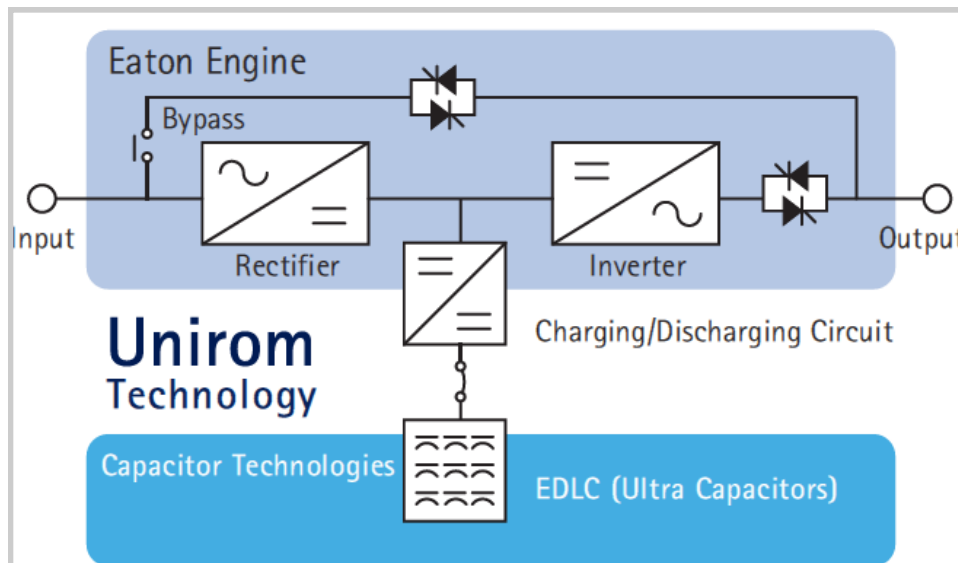 Eaton Engine
Bypass
Input
Rectifier
Inverter
Output
Charging/Discharging Circuit
Unirom
Technology
Capacitor Technologies
EDLC (Ultra Capacitors)